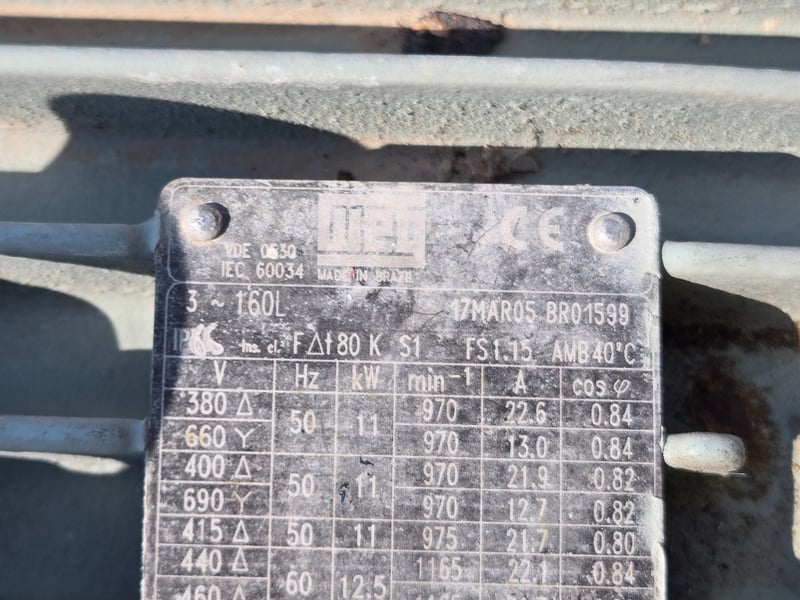 WEG
CE
VDE 0530
IEC 60034
MADE IN BRAZIL
3 ~ 160L 17MAR05 BR01599
Ins. cl. F Δt 80 K S1 FS1.15 AMB 40°C
V Hz kW min-1 A cos φ
380 Δ 50 11 970 22.6 0.84
660 Y 970 13.0 0.84
400 Δ 50 11 970 21.9 0.82
690 Y 970 12.7 0.82
415 Δ 50 11 975 21.7 0.80
440 Δ 60 12.5 1165 22.1 0.84
460 Δ